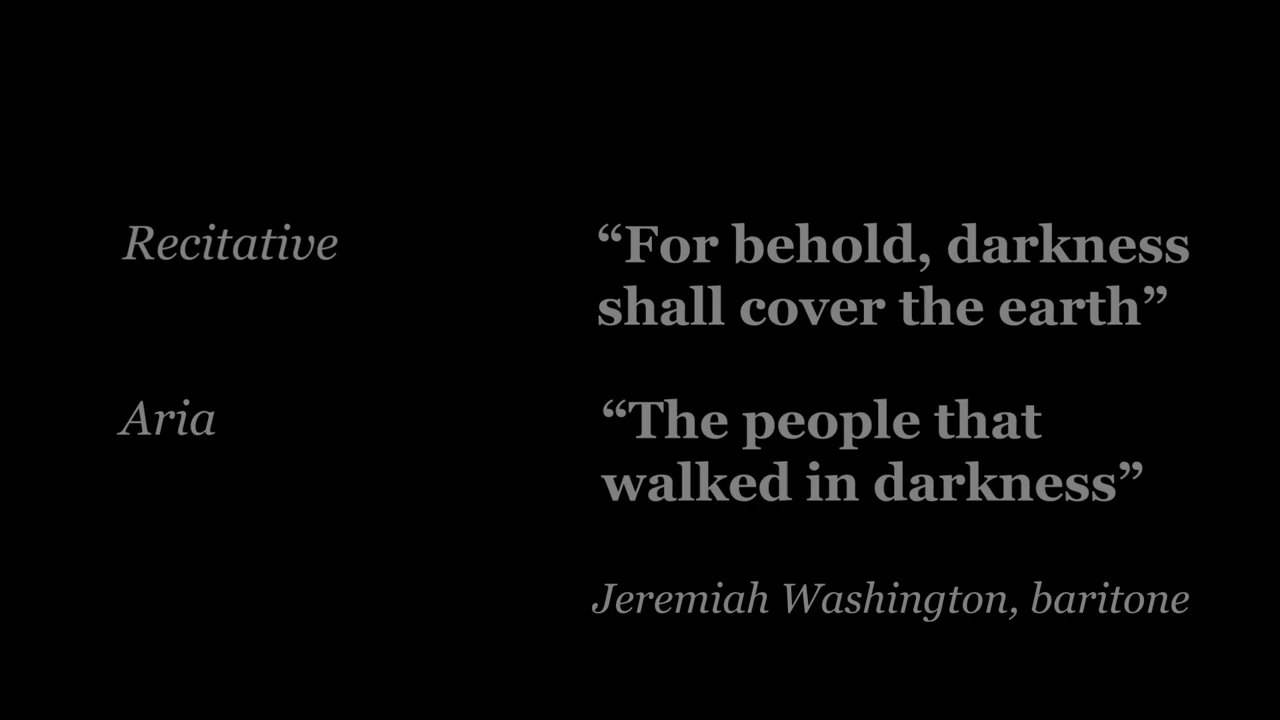 Recitative
“For behold, darkness
shall cover the earth”
Aria
“The people that
walked in darkness”
Jeremiah Washington, baritone